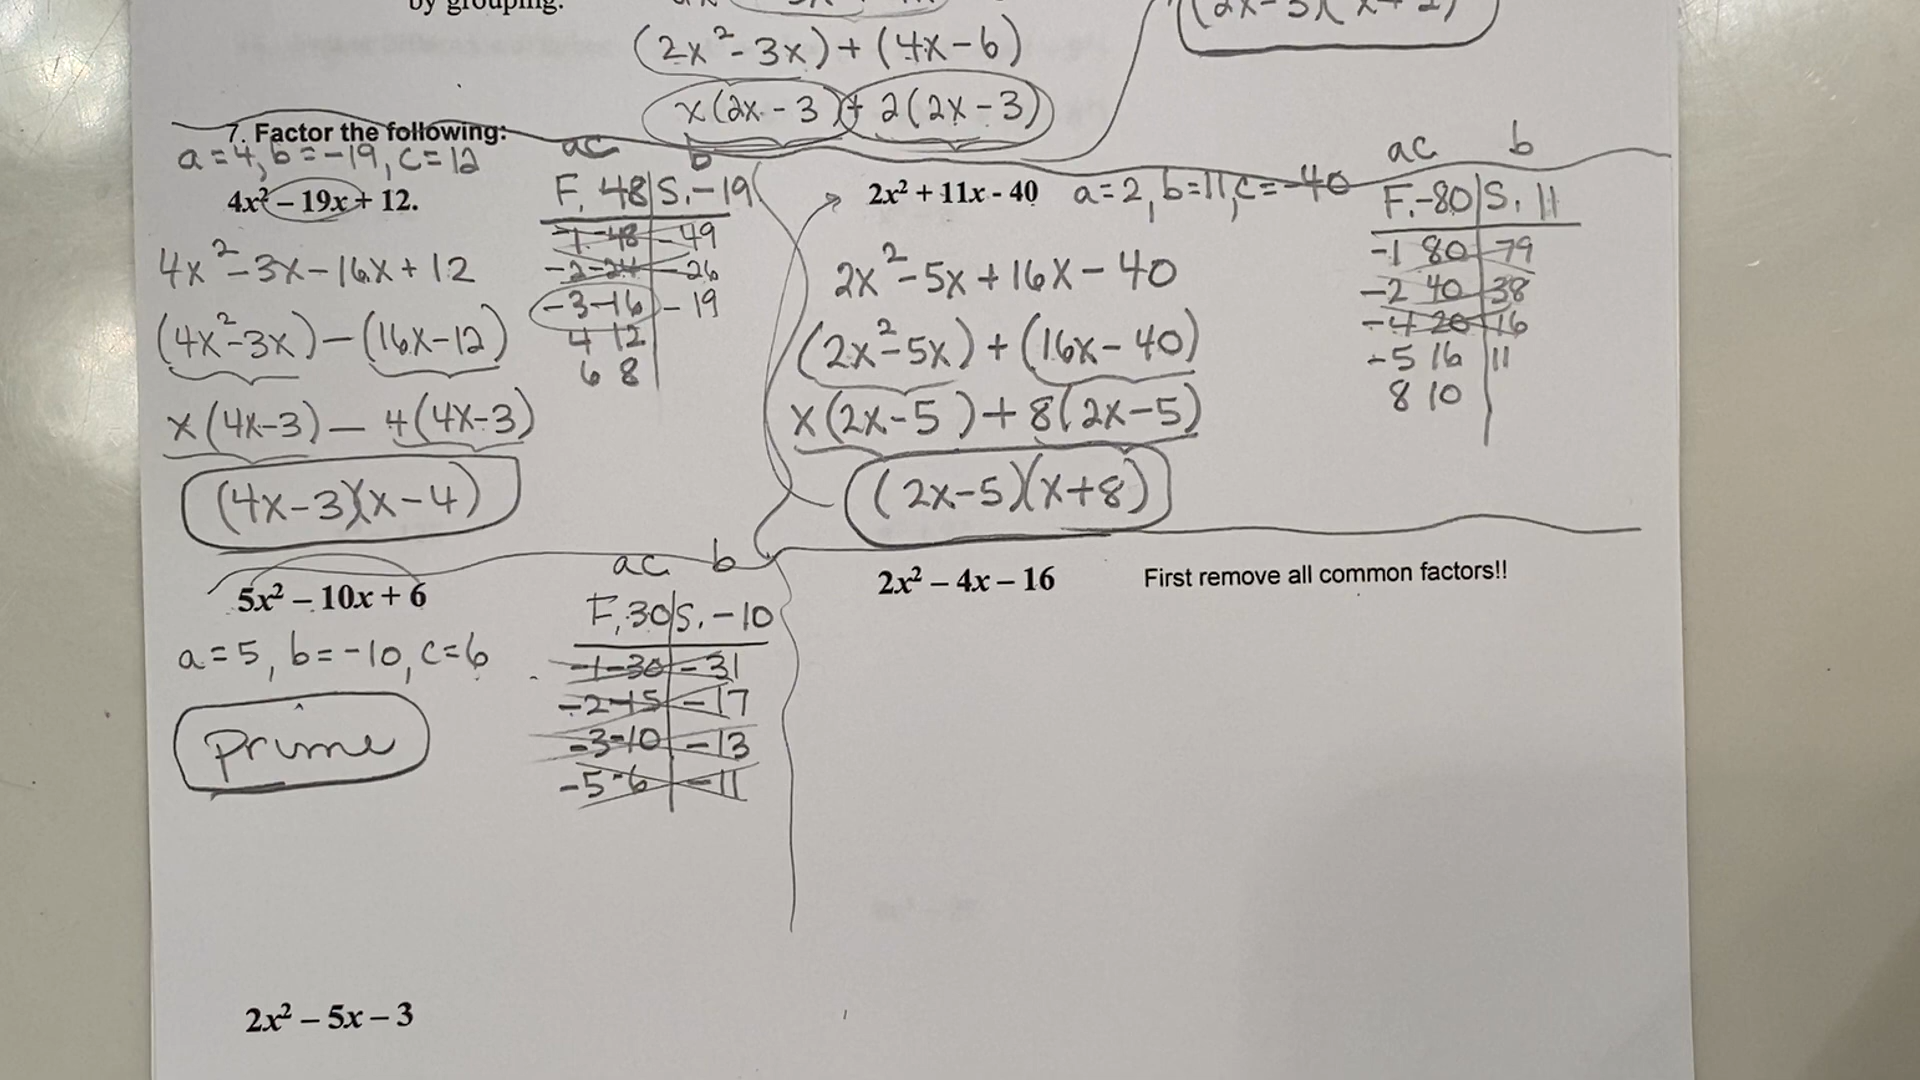 by grouping.
(2x² - 3x) + (4x - 6)
x(2x - 3) + 2(2x - 3)
7. Factor the following:
a = 4, b = -19, c = 12
4x² – 19x + 12.
ac b
F. 48 | S. -19
-1 -48 | -49
-2 -24 | -26
-3 -16 | -19
4 12
6 8
4x² - 3x - 16x + 12
(4x² - 3x) - (16x - 12)
x(4x - 3) - 4(4x - 3)
(4x - 3)(x - 4)
2x² + 11x - 40
a = 2, b = 11, c = -40
ac b
F. -80 | S. 11
-1 80 | 79
-2 40 | 38
-4 20 | 16
-5 16 | 11
8 10
2x² - 5x + 16x - 40
(2x² - 5x) + (16x - 40)
x(2x - 5) + 8(2x - 5)
(2x - 5)(x + 8)
5x² – 10x + 6
a = 5, b = -10, c = 6
prime
ac b
F. 30 | S. -10
-1 -30 | -31
-2 -15 | -17
-3 -10 | -13
-5 -6 | -11
2x² – 4x – 16 First remove all common factors!!
2x² – 5x – 3